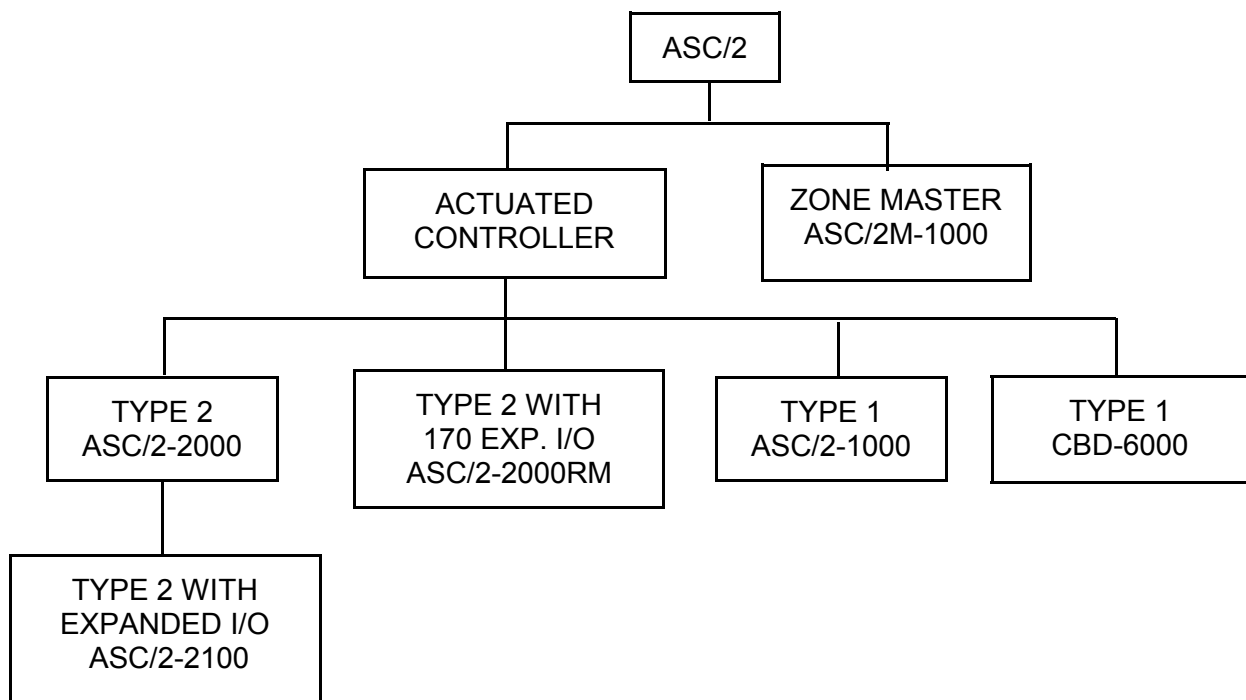 ASC/2
ACTUATED
CONTROLLER
ZONE MASTER
ASC/2M-1000
TYPE 2
ASC/2-2000
TYPE 2 WITH
170 EXP. I/O
ASC/2-2000RM
TYPE 1
ASC/2-1000
TYPE 1
CBD-6000
TYPE 2 WITH
EXPANDED I/O
ASC/2-2100